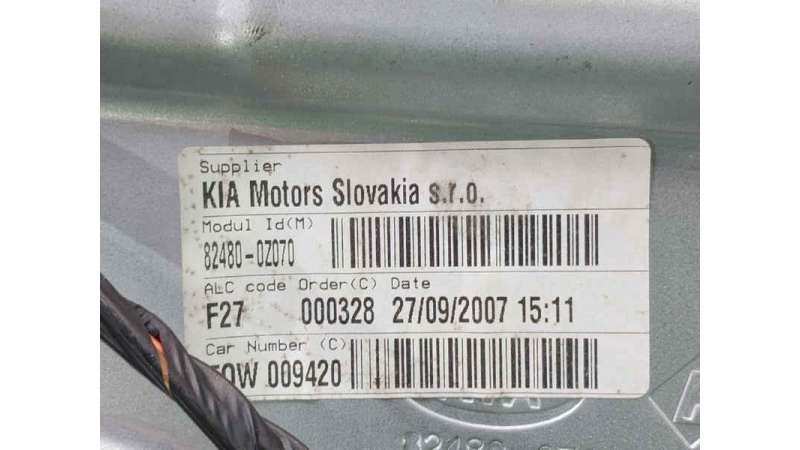 Supplier
KIA Motors Slovakia s.r.o.
Modul Id(M)
82480-0Z070
ALC code Order(C) Date
F27 000328 27/09/2007 15:11
Car Number (C)
009420